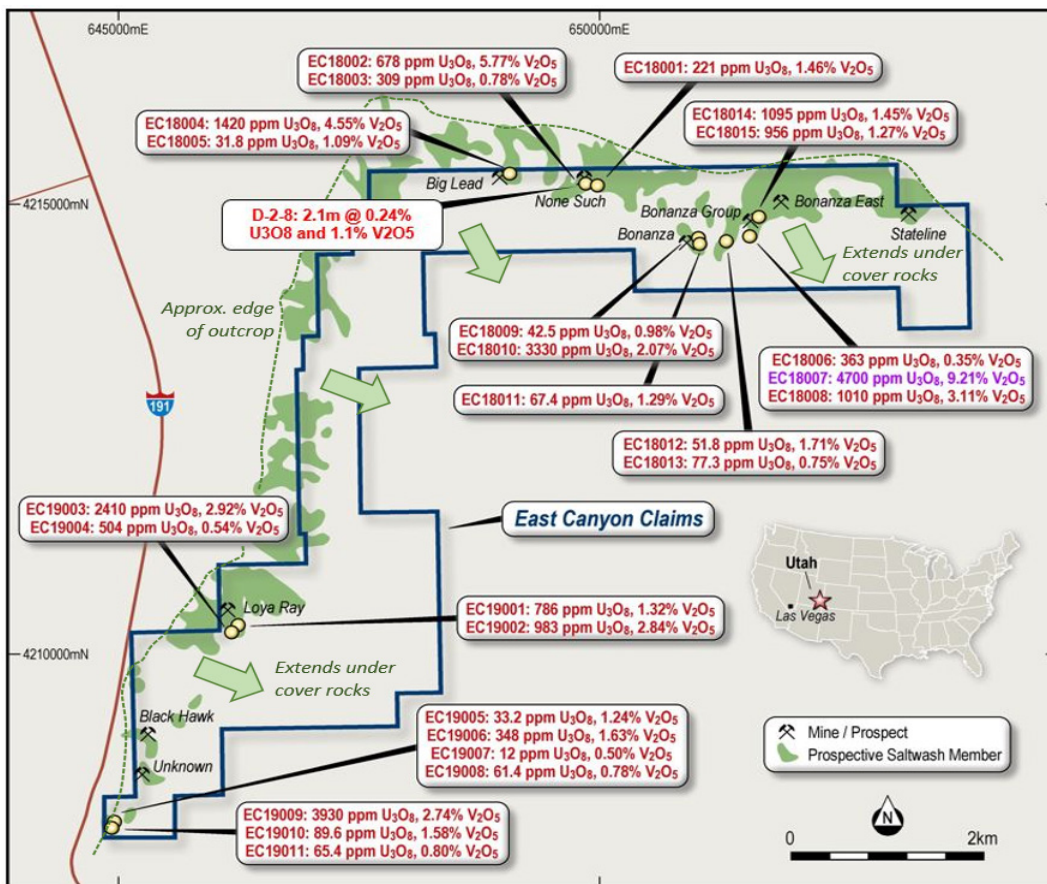 645000mE
650000mE
EC18002: 678 ppm U₃O₈, 5.77% V₂O₅
EC18003: 309 ppm U₃O₈, 0.78% V₂O₅
EC18001: 221 ppm U₃O₈, 1.46% V₂O₅
EC18004: 1420 ppm U₃O₈, 4.55% V₂O₅
EC18005: 31.8 ppm U₃O₈, 1.09% V₂O₅
EC18014: 1095 ppm U₃O₈, 1.45% V₂O₅
EC18015: 956 ppm U₃O₈, 1.27% V₂O₅
Big Lead
None Such
Bonanza East
4215000mN
D-2-8: 2.1m @ 0.24%
U3O8 and 1.1% V2O5
Bonanza Group
Bonanza
Stateline
Extends under
cover rocks
Approx. edge
of outcrop
EC18009: 42.5 ppm U₃O₈, 0.98% V₂O₅
EC18010: 3330 ppm U₃O₈, 2.07% V₂O₅
EC18006: 363 ppm U₃O₈, 0.35% V₂O₅
EC18007: 4700 ppm U₃O₈, 9.21% V₂O₅
EC18008: 1010 ppm U₃O₈, 3.11% V₂O₅
191
EC18011: 67.4 ppm U₃O₈, 1.29% V₂O₅
EC18012: 51.8 ppm U₃O₈, 1.71% V₂O₅
EC18013: 77.3 ppm U₃O₈, 0.75% V₂O₅
EC19003: 2410 ppm U₃O₈, 2.92% V₂O₅
EC19004: 504 ppm U₃O₈, 0.54% V₂O₅
East Canyon Claims
Utah
Las Vegas
Loya Ray
EC19001: 786 ppm U₃O₈, 1.32% V₂O₅
EC19002: 983 ppm U₃O₈, 2.84% V₂O₅
4210000mN
Extends under
cover rocks
Black Hawk
Unknown
EC19005: 33.2 ppm U₃O₈, 1.24% V₂O₅
EC19006: 348 ppm U₃O₈, 1.63% V₂O₅
EC19007: 12 ppm U₃O₈, 0.50% V₂O₅
EC19008: 61.4 ppm U₃O₈, 0.78% V₂O₅
Mine / Prospect
Prospective Saltwash Member
EC19009: 3930 ppm U₃O₈, 2.74% V₂O₅
EC19010: 89.6 ppm U₃O₈, 1.58% V₂O₅
EC19011: 65.4 ppm U₃O₈, 0.80% V₂O₅
N
0
2km